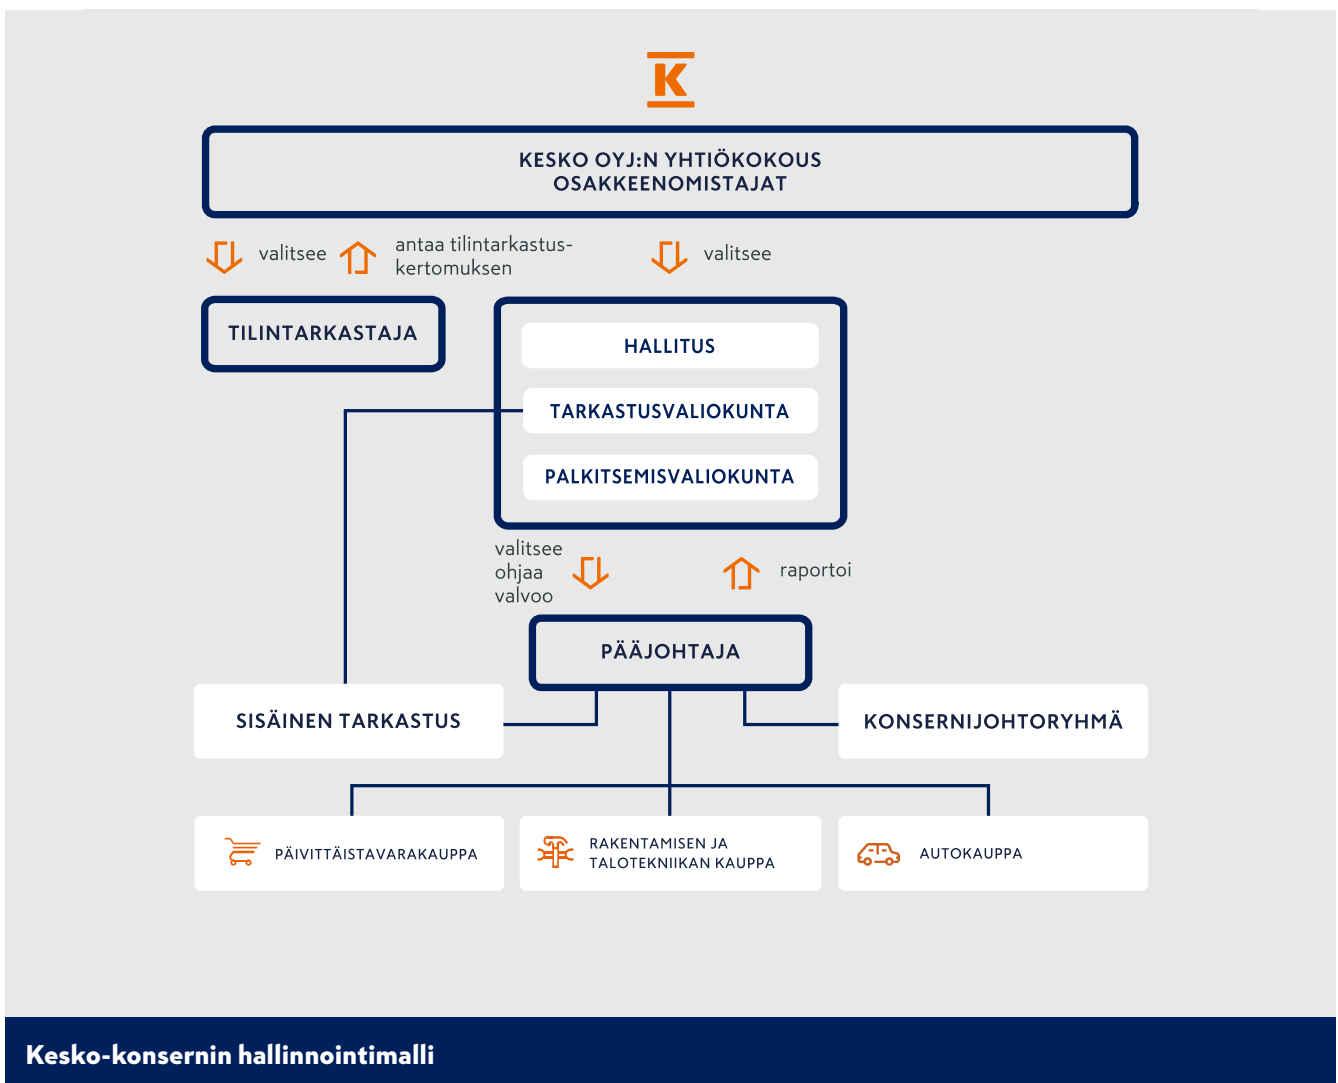 K
KESKO OYJ:N YHTIÖKOKOUS
OSAKKEENOMISTAJAT
valitsee
antaa tilintarkastus-
kertomuksen
valitsee
TILINTARKASTAJA
HALLITUS
TARKASTUSVALIOKUNTA
PALKITSEMISVALIOKUNTA
valitsee
ohjaa
valvoo
raportoi
PÄÄJOHTAJA
SISÄINEN TARKASTUS
KONSERNIJOHTORYHMÄ
PÄIVITTÄISTAVARAKAUPPA
RAKENTAMISEN JA
TALOTEKNIIKAN KAUPPA
AUTOKAUPPA
Kesko-konsernin hallinnointimalli